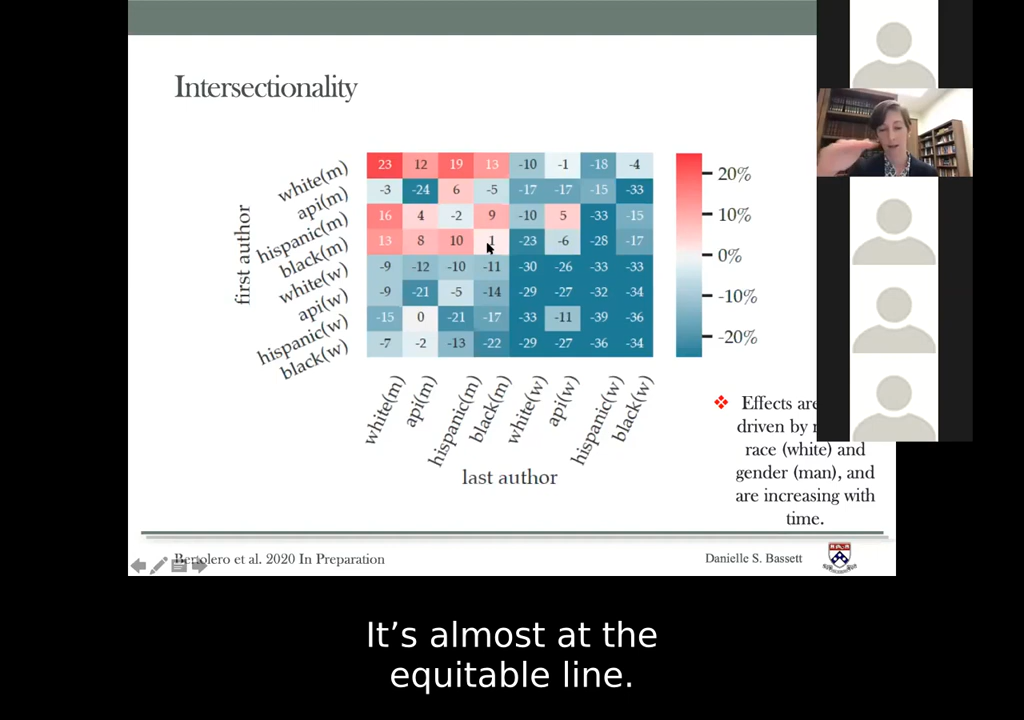 Intersectionality
first author
white(m)
api(m)
hispanic(m)
black(m)
white(w)
api(w)
hispanic(w)
black(w)
23 12 19 13 -10 -1 -18 -4
-3 -24 6 -5 -17 -17 -15 -33
16 4 -2 9 -10 5 -33 -15
13 8 10 1 -23 -6 -28 -17
-9 -12 -10 -11 -30 -26 -33 -33
-9 -21 -5 -14 -29 -27 -32 -34
-15 0 -21 -17 -33 -11 -39 -36
-7 -2 -13 -22 -29 -27 -36 -34
white(m)
api(m)
hispanic(m)
black(m)
white(w)
api(w)
hispanic(w)
black(w)
last author
20%
10%
0%
-10%
-20%
❖ Effects are
driven by
race (white) and
gender (man), and
are increasing with
time.
Bertolero et al. 2020 In Preparation
Danielle S. Bassett
It's almost at the
equitable line.